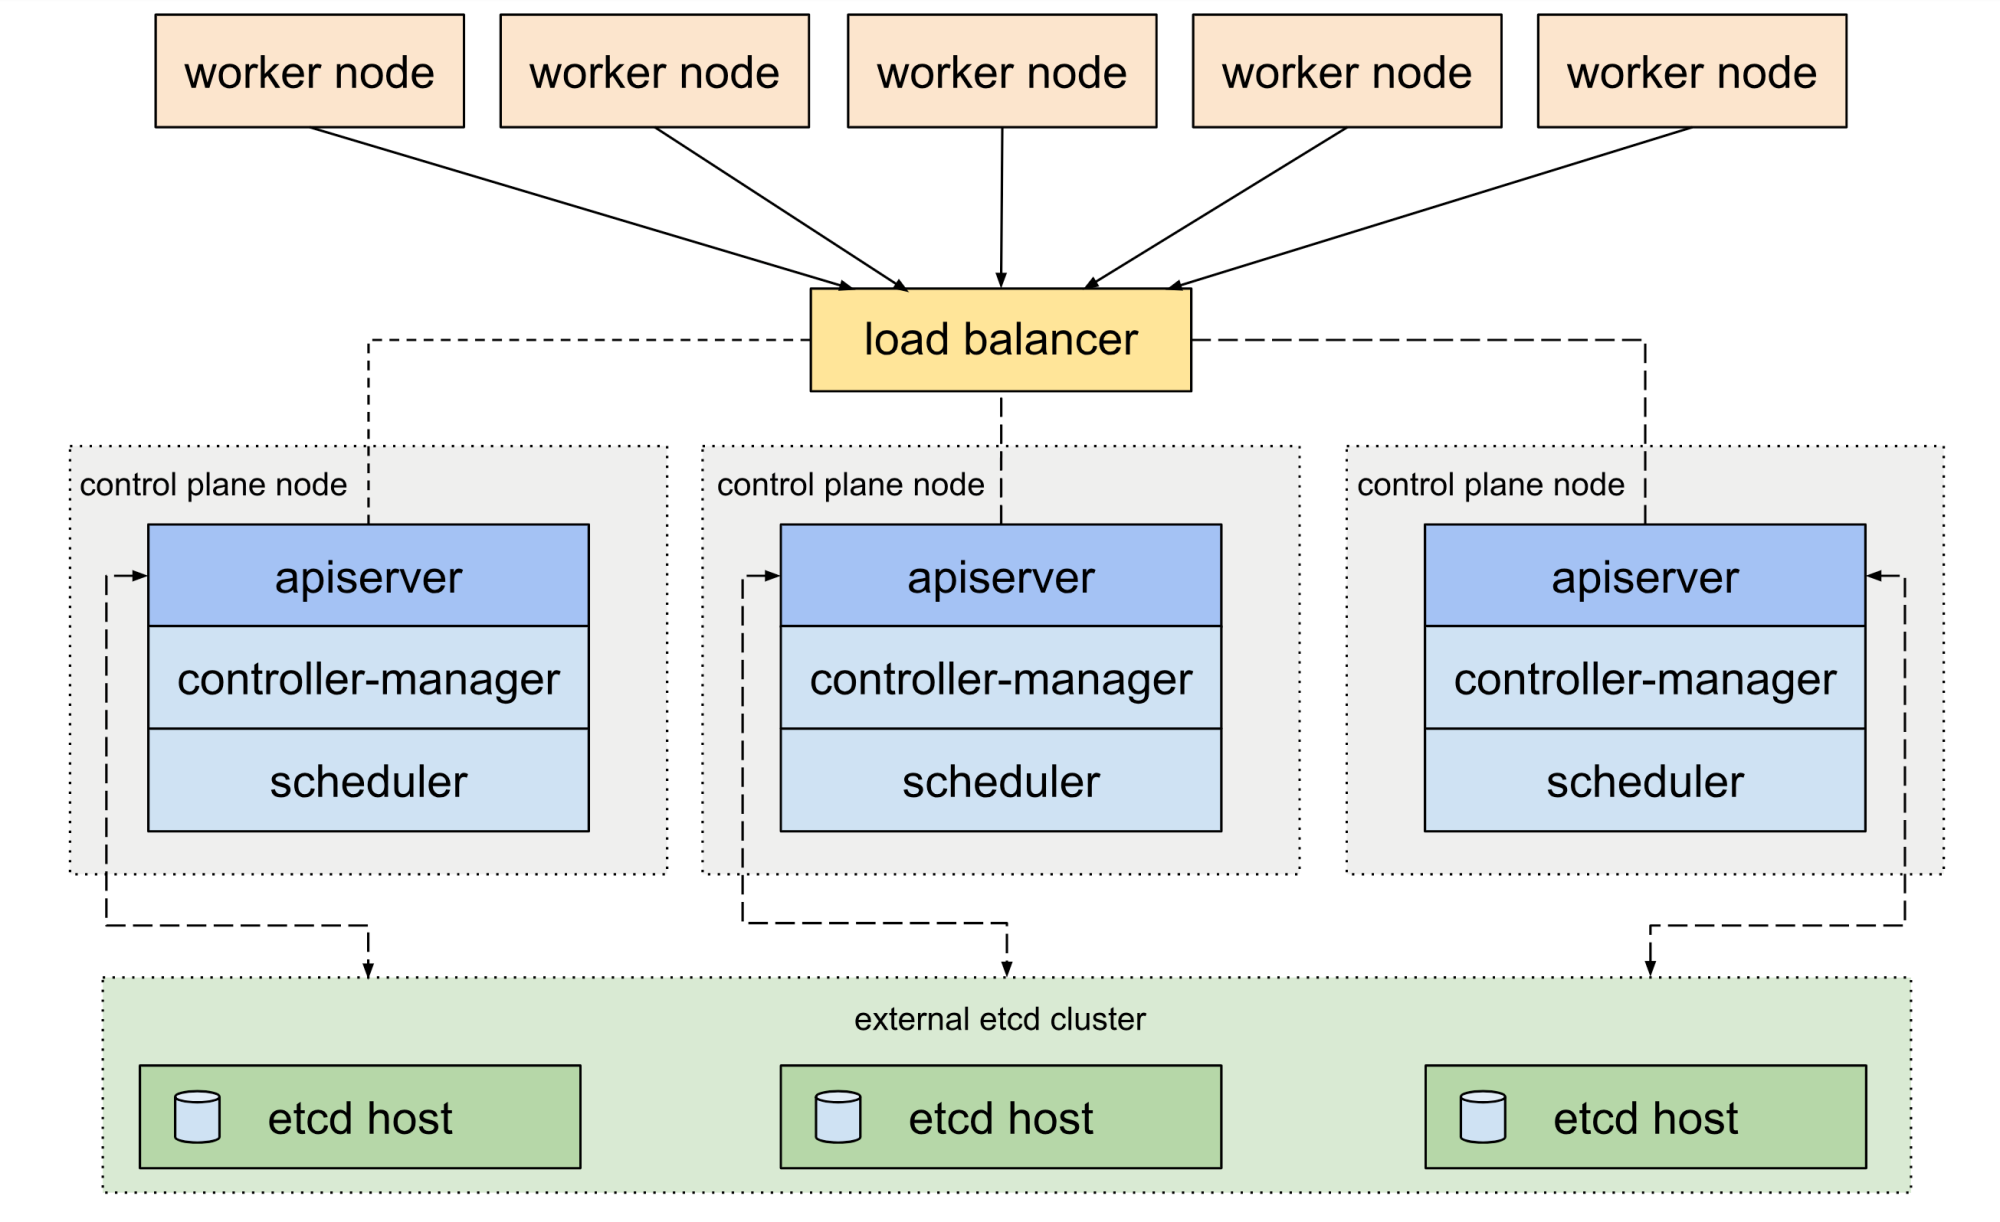 worker node
worker node
worker node
worker node
worker node
load balancer
control plane node
apiserver
controller-manager
scheduler
control plane node
apiserver
controller-manager
scheduler
control plane node
apiserver
controller-manager
scheduler
external etcd cluster
etcd host
etcd host
etcd host